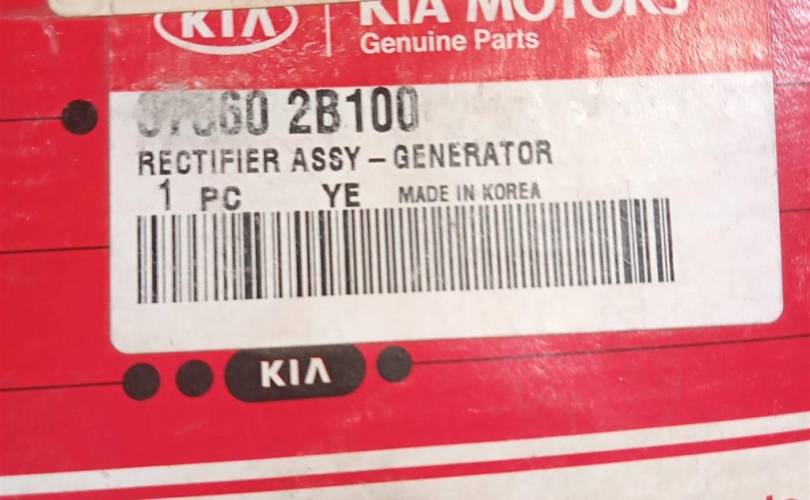 KIA KIA MOTORS
Genuine Parts
2B100
RECTIFIER ASSY – GENERATOR
1 PC YE MADE IN KOREA
KIA